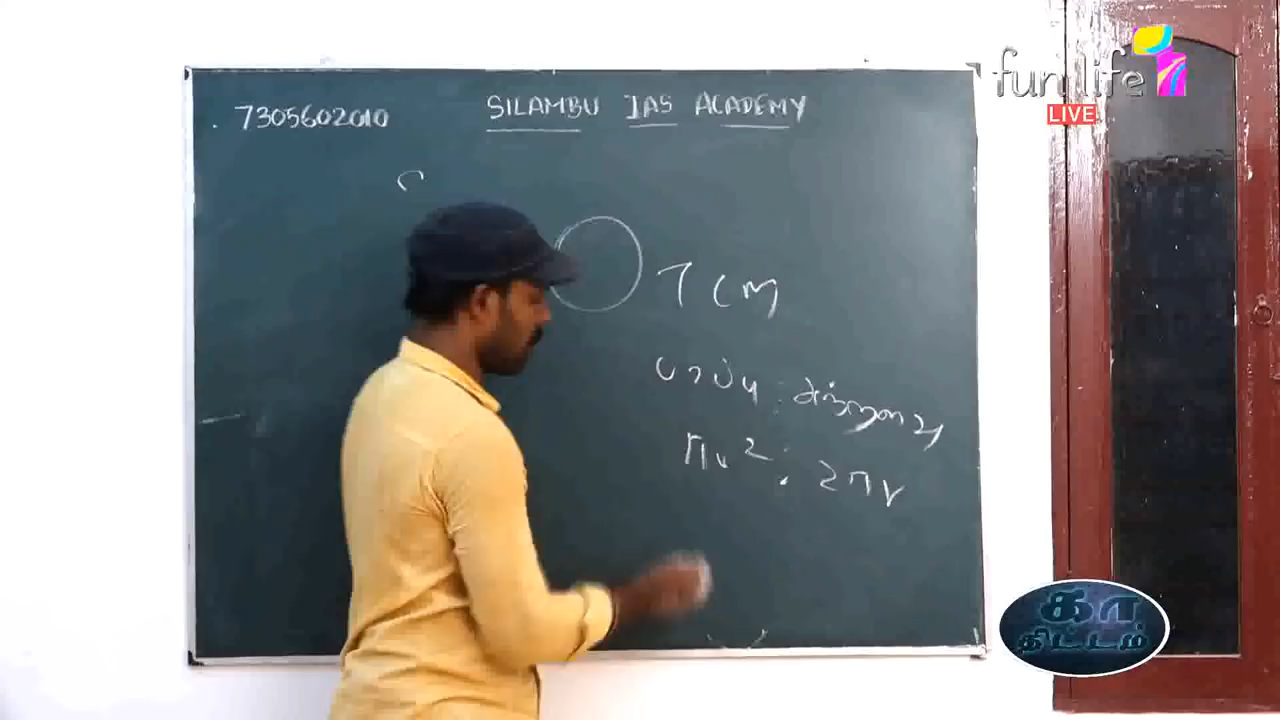 fun life
LIVE
7305602010
SILAMBU IAS ACADEMY
7 cm
பரப்பு : சுற்றளவு
πr² : 2πr
திட்டம்